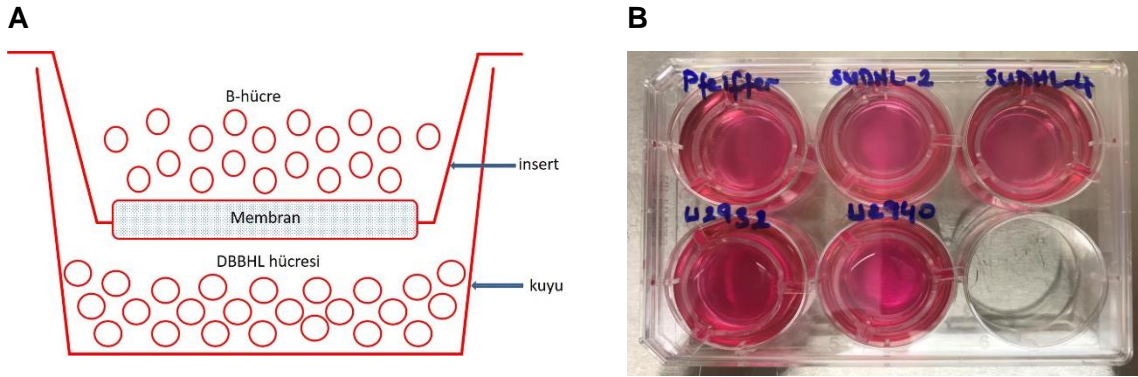 A
B-hücre
insert
Membran
DBBHL hücresi
kuyu
B
Pfeiffer
SUDHL-2
SUDHL-4
U2932
U2940